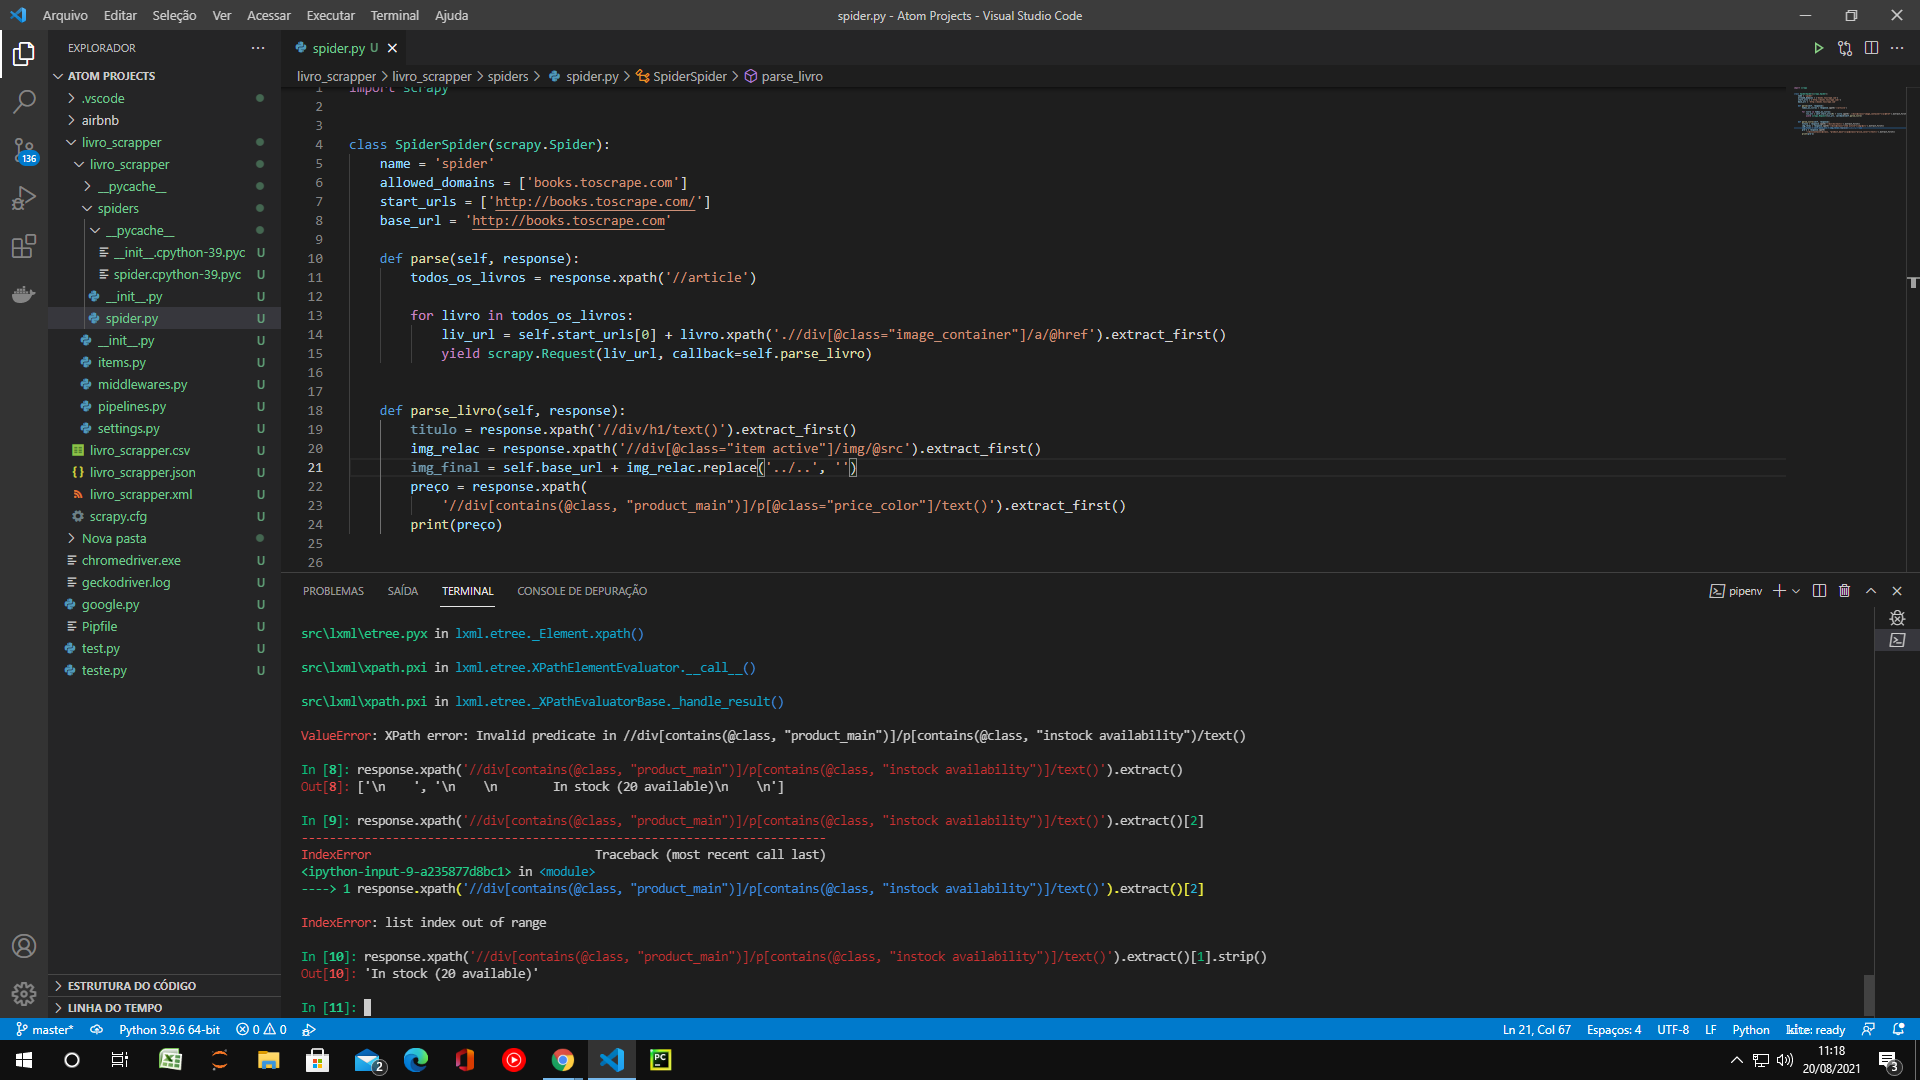 Arquivo Editar Seleção Ver Acessar Executar Terminal Ajuda
spider.py - Atom Projects - Visual Studio Code
EXPLORADOR
ATOM PROJECTS
.vscode
airbnb
livro_scrapper
livro_scrapper
__pycache__
spiders
__pycache__
__init__.cpython-39.pyc U
spider.cpython-39.pyc U
__init__.py U
spider.py U
__init__.py U
items.py U
middlewares.py U
pipelines.py U
settings.py U
livro_scrapper.csv U
livro_scrapper.json U
livro_scrapper.xml U
scrapy.cfg U
Nova pasta
chromedriver.exe U
geckodriver.log U
google.py U
Pipfile U
test.py U
teste.py U
ESTRUTURA DO CÓDIGO
LINHA DO TEMPO
136
spider.py U
livro_scrapper > livro_scrapper > spiders > spider.py > SpiderSpider > parse_livro
1 import scrapy
2
3
4 class SpiderSpider(scrapy.Spider):
5 name = 'spider'
6 allowed_domains = ['books.toscrape.com']
7 start_urls = ['http://books.toscrape.com/']
8 base_url = 'http://books.toscrape.com'
9
10 def parse(self, response):
11 todos_os_livros = response.xpath('//article')
12
13 for livro in todos_os_livros:
14 liv_url = self.start_urls[0] + livro.xpath('.//div[@class="image_container"]/a/@href').extract_first()
15 yield scrapy.Request(liv_url, callback=self.parse_livro)
16
17
18 def parse_livro(self, response):
19 titulo = response.xpath('//div/h1/text()').extract_first()
20 img_relac = response.xpath('//div[@class="item active"]/img/@src').extract_first()
21 img_final = self.base_url + img_relac.replace('../..', '')
22 preço = response.xpath(
23 '//div[contains(@class, "product_main")]/p[@class="price_color"]/text()').extract_first()
24 print(preço)
25
26
PROBLEMAS SAÍDA TERMINAL CONSOLE DE DEPURAÇÃO
pipenv
src\lxml\etree.pyx in lxml.etree._Element.xpath()
src\lxml\xpath.pxi in lxml.etree.XPathElementEvaluator.__call__()
src\lxml\xpath.pxi in lxml.etree._XPathEvaluatorBase._handle_result()
ValueError: XPath error: Invalid predicate in //div[contains(@class, "product_main")]/p[contains(@class, "instock availability")/text()
In [8]: response.xpath('//div[contains(@class, "product_main")]/p[contains(@class, "instock availability")]/text()').extract()
Out[8]: ['\n    ', '\n    \n        In stock (20 available)\n    \n']
In [9]: response.xpath('//div[contains(@class, "product_main")]/p[contains(@class, "instock availability")]/text()').extract()[2]
---------------------------------------------------------------------------
IndexError                                Traceback (most recent call last)
<ipython-input-9-a235877d8bc1> in <module>
----> 1 response.xpath('//div[contains(@class, "product_main")]/p[contains(@class, "instock availability")]/text()').extract()[2]
IndexError: list index out of range
In [10]: response.xpath('//div[contains(@class, "product_main")]/p[contains(@class, "instock availability")]/text()').extract()[1].strip()
Out[10]: 'In stock (20 available)'
In [11]:
master* Python 3.9.6 64-bit 0 0 Ln 21, Col 67 Espaços: 4 UTF-8 LF Python kite: ready
2
PC
11:18
20/08/2021
3